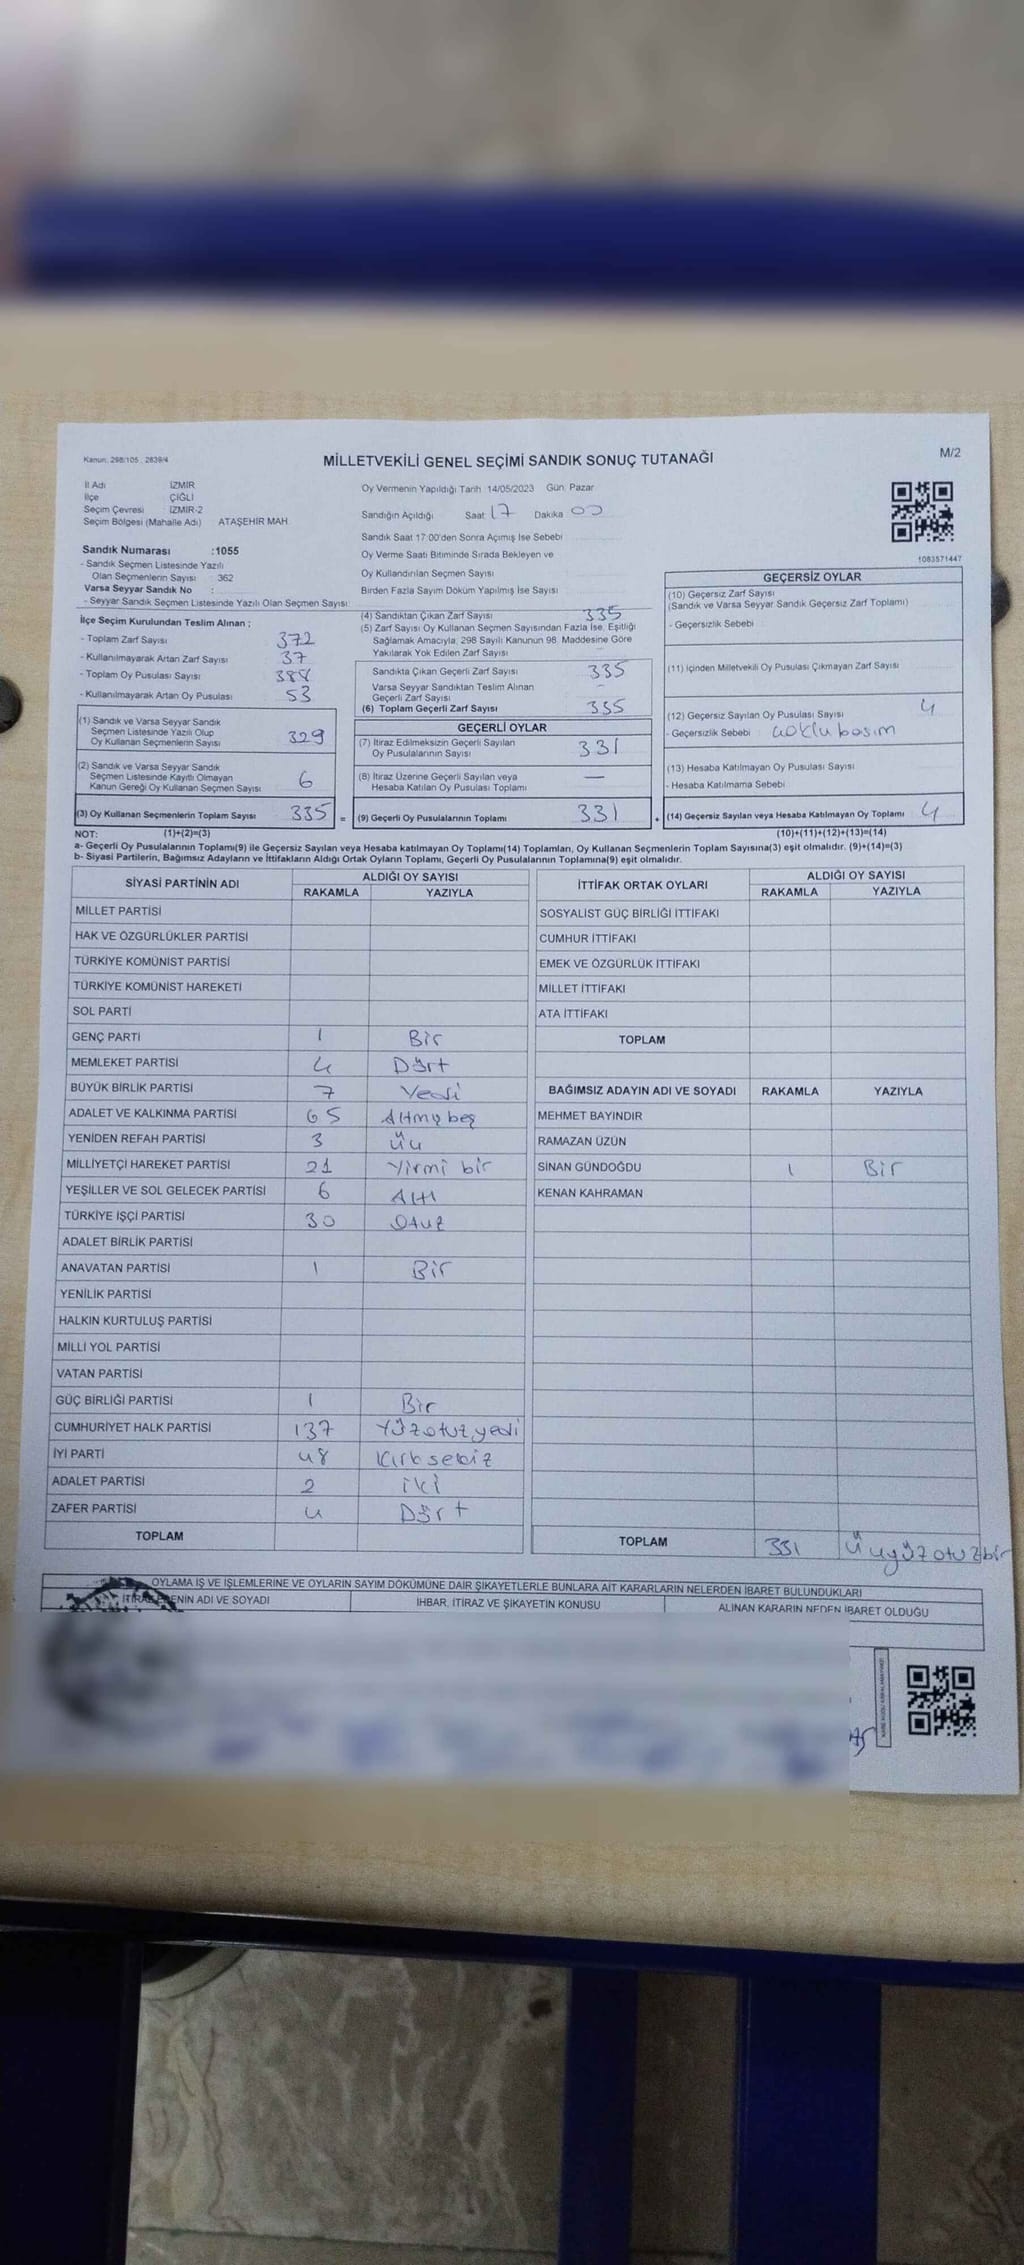 Kanun, 298/105 , 2839/4
MİLLETVEKİLİ GENEL SEÇİMİ SANDIK SONUÇ TUTANAĞI
M/2
İl Adı İZMİR
İlçe ÇİĞLİ
Seçim Çevresi İZMİR-2
Seçim Bölgesi (Mahalle Adı) ATAŞEHİR MAH.
Oy Vermenin Yapıldığı Tarih 14/05/2023 Gün: Pazar
Sandığın Açıldığı Saat 17 Dakika 00
Sandık Saat 17:00'den Sonra Açımış İse Sebebi
Oy Verme Saati Bitiminde Sırada Bekleyen ve
Oy Kullandırılan Seçmen Sayısı
Birden Fazla Sayım Döküm Yapılmış İse Sayısı
1083571447
Sandık Numarası :1055
- Sandık Seçmen Listesinde Yazılı
Olan Seçmenlerin Sayısı : 362
Varsa Seyyar Sandık No :
- Seyyar Sandık Seçmen Listesinde Yazılı Olan Seçmen Sayısı:
İlçe Seçim Kurulundan Teslim Alınan ;
- Toplam Zarf Sayısı 372
- Kullanılmayarak Artan Zarf Sayısı 37
- Toplam Oy Pusulası Sayısı 388
- Kullanılmayarak Artan Oy Pusulası 53
(1) Sandık ve Varsa Seyyar Sandık
Seçmen Listesinde Yazılı Olup
Oy Kullanan Seçmenlerin Sayısı 329
(2) Sandık ve Varsa Seyyar Sandık
Seçmen Listesinde Kayıtlı Olmayan
Kanun Gereği Oy Kullanan Seçmen Sayısı 6
(3) Oy Kullanan Seçmenlerin Toplam Sayısı 335 =
(4) Sandıktan Çıkan Zarf Sayısı 335
(5) Zarf Sayısı Oy Kullanan Seçmen Sayısından Fazla İse, Eşitliği
Sağlamak Amacıyla, 298 Sayılı Kanunun 98. Maddesine Göre
Yakılarak Yok Edilen Zarf Sayısı
Sandıkta Çıkan Geçerli Zarf Sayısı 335
Varsa Seyyar Sandıktan Teslim Alınan
Geçerli Zarf Sayısı
(6) Toplam Geçerli Zarf Sayısı 335
GEÇERLİ OYLAR
(7) İtiraz Edilmeksizin Geçerli Sayılan
Oy Pusulalarının Sayısı 331
(8) İtiraz Üzerine Geçerli Sayılan veya
Hesaba Katılan Oy Pusulası Toplamı —
(9) Geçerli Oy Pusulalarının Toplamı 331 +
GEÇERSİZ OYLAR
(10) Geçersiz Zarf Sayısı
(Sandık ve Varsa Seyyar Sandık Geçersiz Zarf Toplamı)
- Geçersizlik Sebebi
(11) İçinden Milletvekili Oy Pusulası Çıkmayan Zarf Sayısı
(12) Geçersiz Sayılan Oy Pusulası Sayısı 4
- Geçersizlik Sebebi çoklu basım
(13) Hesaba Katılmayan Oy Pusulası Sayısı
- Hesaba Katılmama Sebebi
(14) Geçersiz Sayılan veya Hesaba Katılmayan Oy Toplamı 4
NOT: (1)+(2)=(3) (10)+(11)+(12)+(13)=(14)
a- Geçerli Oy Pusulalarının Toplamı(9) ile Geçersiz Sayılan veya Hesaba katılmayan Oy Toplamı(14) Toplamları, Oy Kullanan Seçmenlerin Toplam Sayısına(3) eşit olmalıdır. (9)+(14)=(3)
b- Siyasi Partilerin, Bağımsız Adayların ve İttifakların Aldığı Ortak Oyların Toplamı, Geçerli Oy Pusulalarının Toplamına(9) eşit olmalıdır.
SİYASİ PARTİNİN ADI ALDIĞI OY SAYISI
RAKAMLA YAZIYLA
MİLLET PARTİSİ
HAK VE ÖZGÜRLÜKLER PARTİSİ
TÜRKİYE KOMÜNİST PARTİSİ
TÜRKİYE KOMÜNİST HAREKETİ
SOL PARTİ
GENÇ PARTİ 1 Bir
MEMLEKET PARTİSİ 4 Dört
BÜYÜK BİRLİK PARTİSİ 7 Yedi
ADALET VE KALKINMA PARTİSİ 65 Altmış beş
YENİDEN REFAH PARTİSİ 3 Üç
MİLLİYETÇİ HAREKET PARTİSİ 21 Yirmi bir
YEŞİLLER VE SOL GELECEK PARTİSİ 6 Altı
TÜRKİYE İŞÇİ PARTİSİ 30 Otuz
ADALET BİRLİK PARTİSİ
ANAVATAN PARTİSİ 1 Bir
YENİLİK PARTİSİ
HALKIN KURTULUŞ PARTİSİ
MİLLİ YOL PARTİSİ
VATAN PARTİSİ
GÜÇ BİRLİĞİ PARTİSİ 1 Bir
CUMHURİYET HALK PARTİSİ 137 Yüzotuzyedi
İYİ PARTİ 48 Kırksekiz
ADALET PARTİSİ 2 iki
ZAFER PARTİSİ 4 Dört
TOPLAM
İTTİFAK ORTAK OYLARI ALDIĞI OY SAYISI
RAKAMLA YAZIYLA
SOSYALİST GÜÇ BİRLİĞİ İTTİFAKI
CUMHUR İTTİFAKI
EMEK VE ÖZGÜRLÜK İTTİFAKI
MİLLET İTTİFAKI
ATA İTTİFAKI
TOPLAM
BAĞIMSIZ ADAYIN ADI VE SOYADI RAKAMLA YAZIYLA
MEHMET BAYINDIR
RAMAZAN ÜZÜN
SİNAN GÜNDOĞDU 1 Bir
KENAN KAHRAMAN
TOPLAM 331 Üçyüzotuzbir
OYLAMA İŞ VE İŞLEMLERİNE VE OYLARIN SAYIM DÖKÜMÜNE DAİR ŞİKAYETLERLE BUNLARA AİT KARARLARIN NELERDEN İBARET BULUNDUKLARI
İTİRAZ EDENİN ADI VE SOYADI İHBAR, İTİRAZ VE ŞİKAYETİN KONUSU ALINAN KARARIN NEDEN İBARET OLDUĞU